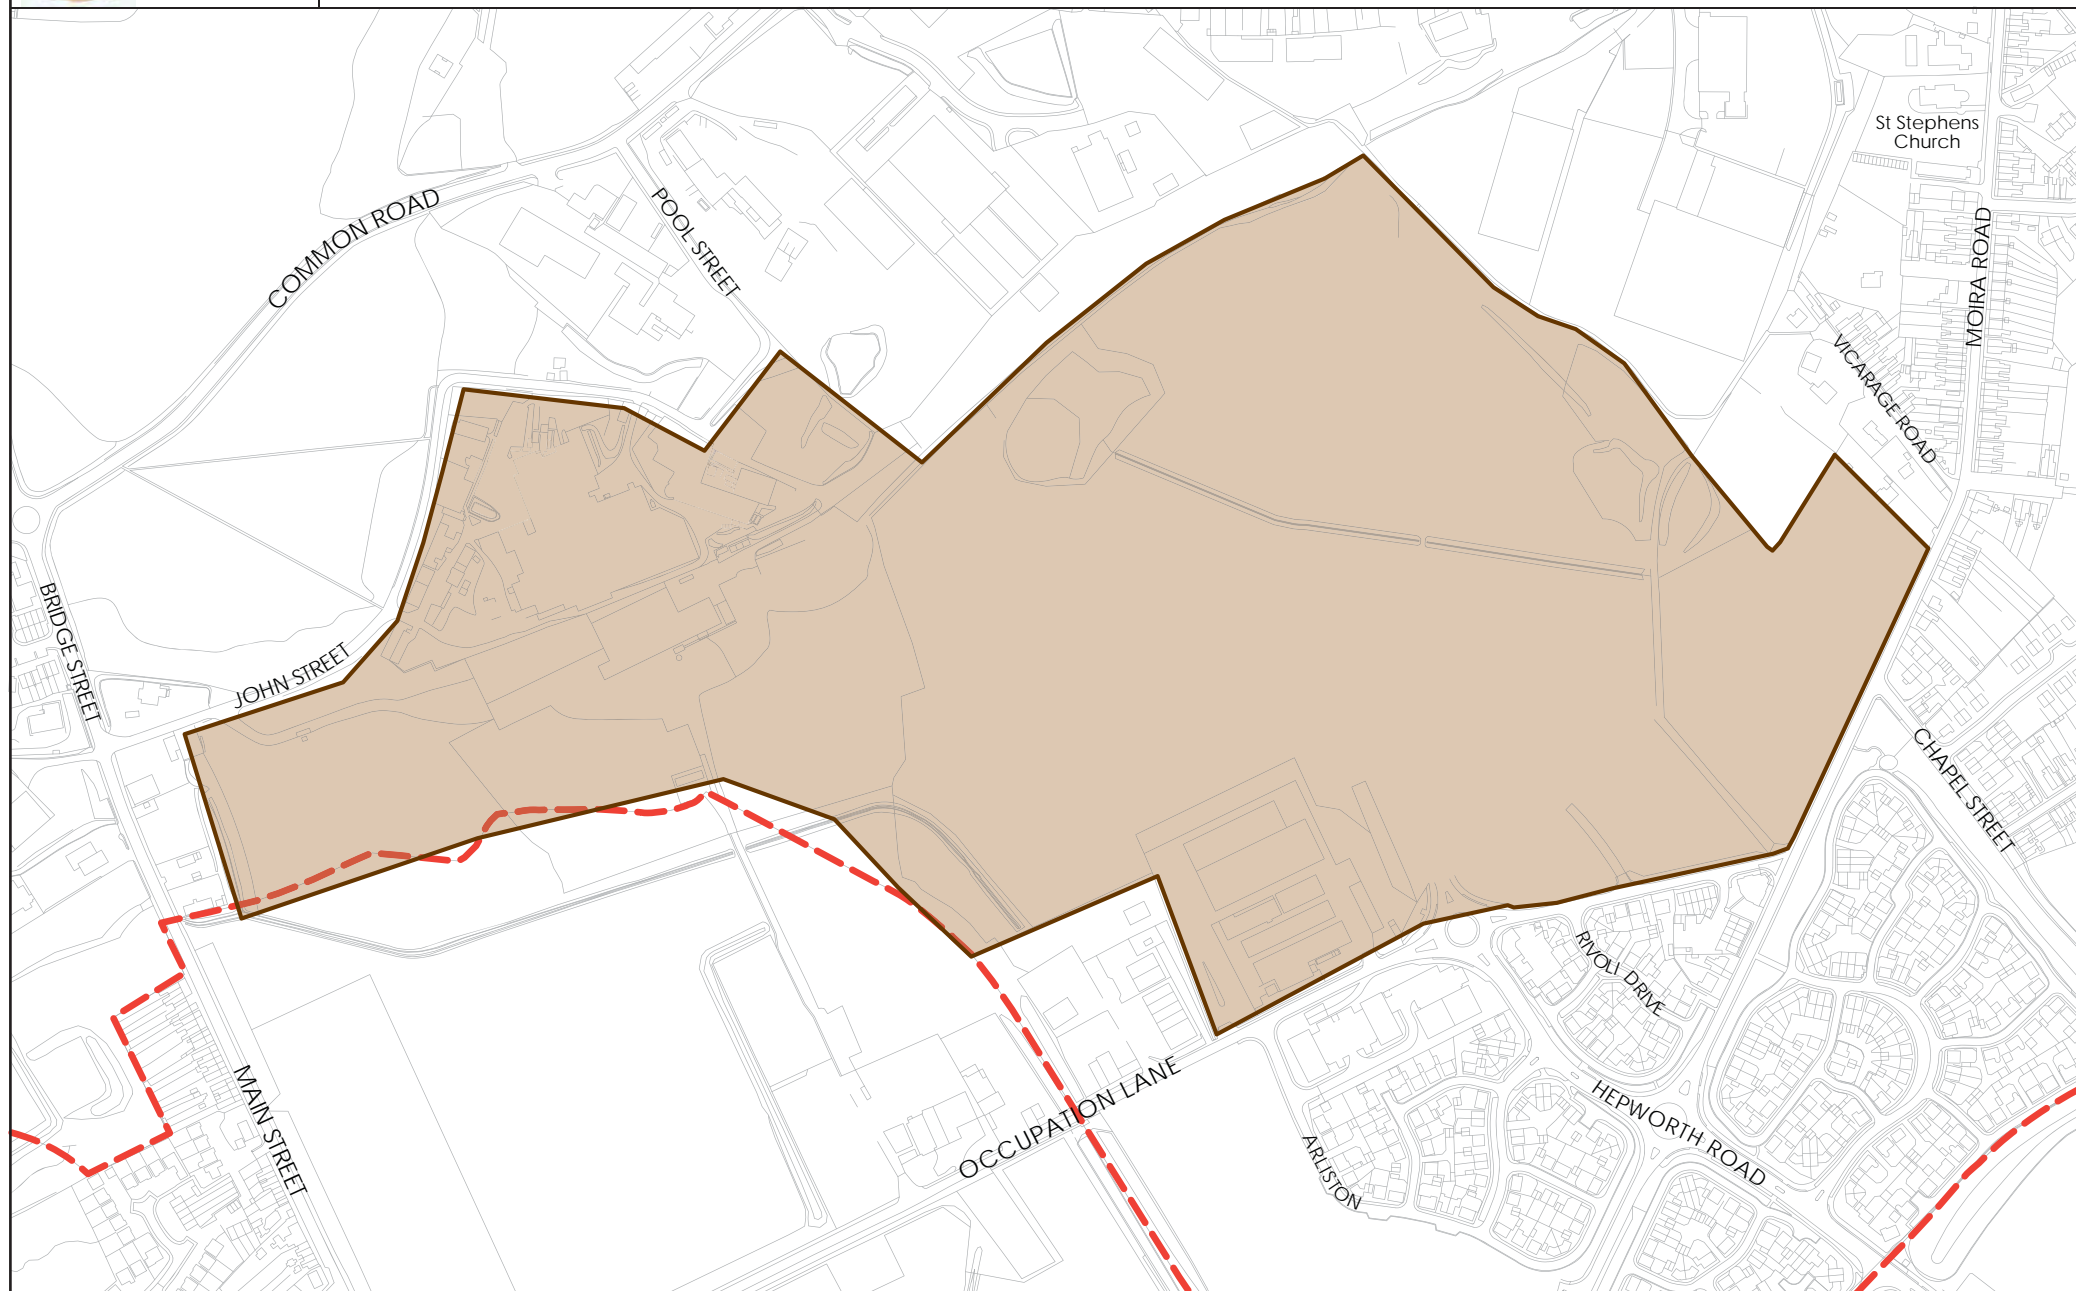 St Stephens
Church
COMMON ROAD
POOL STREET
MOIRA ROAD
VICARAGE ROAD
BRIDGE STREET
JOHN STREET
CHAPEL STREET
RIVOLI DRIVE
MAIN STREET
OCCUPATION LANE
HEPWORTH ROAD
ARLISTON